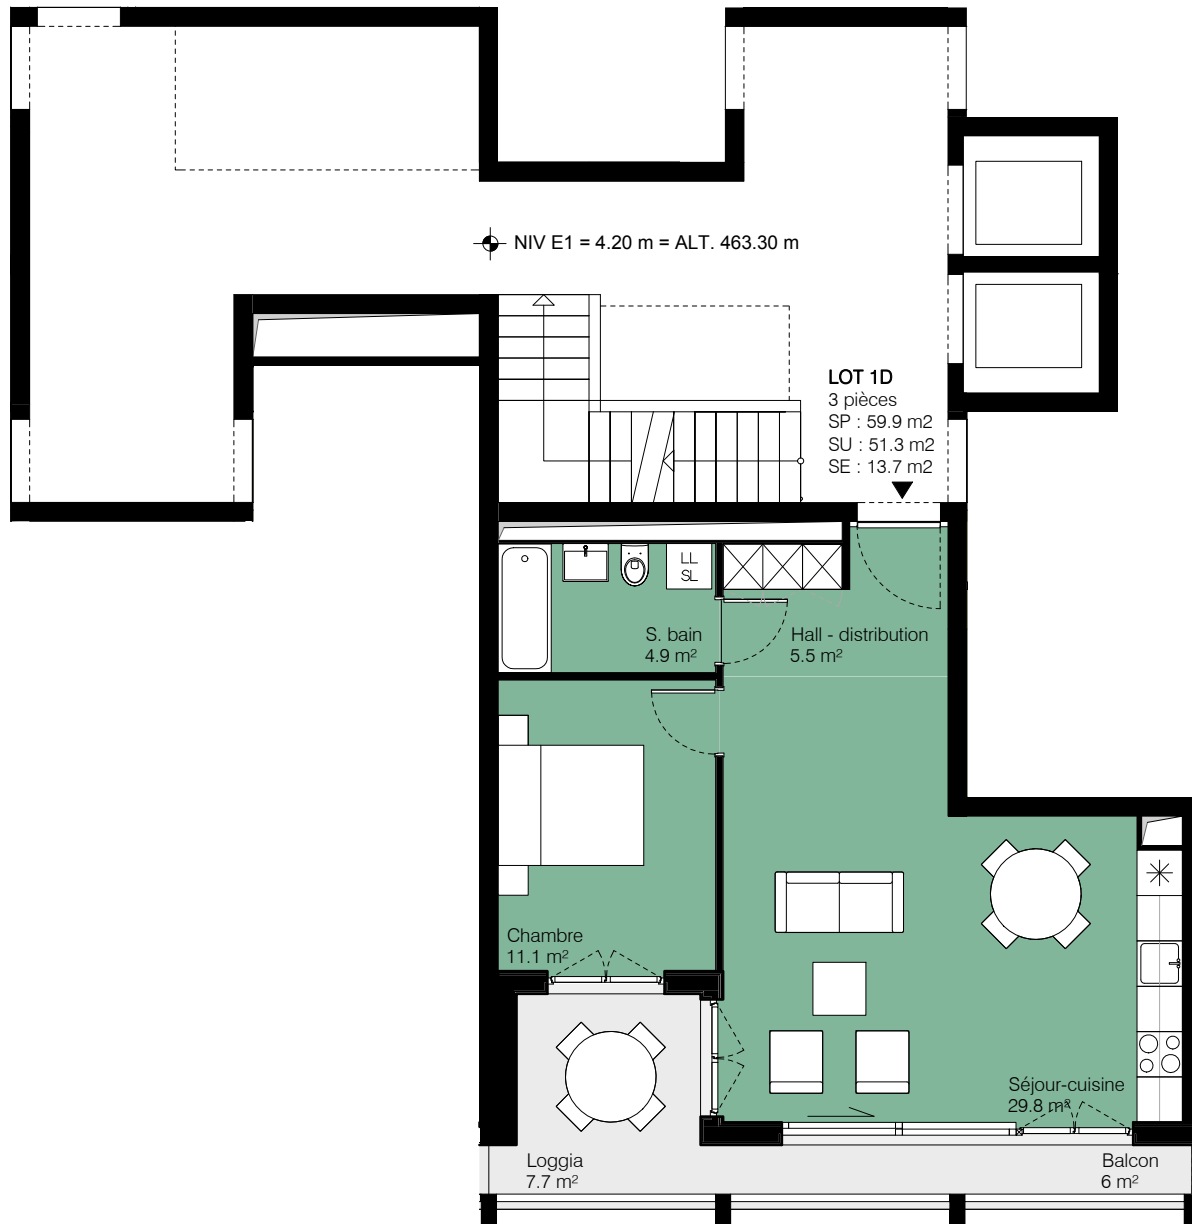 NIV E1 = 4.20 m = ALT. 463.30 m
LOT 1D
3 pièces
SP : 59.9 m2
SU : 51.3 m2
SE : 13.7 m2
LL
SL
S. bain
4.9 m²
Hall - distribution
5.5 m²
Chambre
11.1 m²
Séjour-cuisine
29.8 m²
Loggia
7.7 m²
Balcon
6 m²